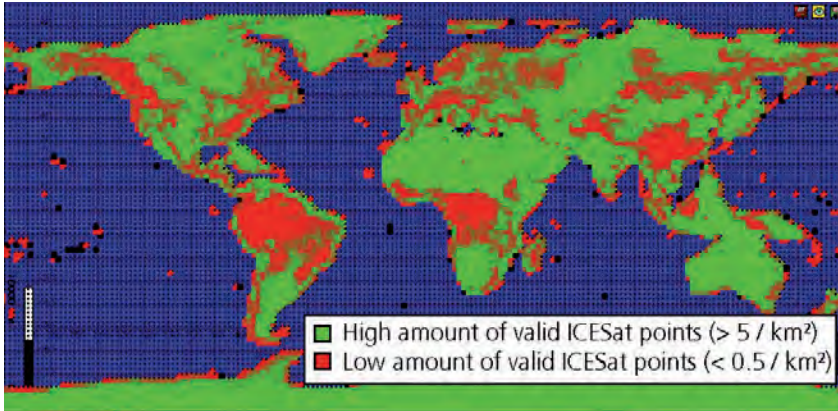 High amount of valid ICESat points (> 5 / km²)
Low amount of valid ICESat points (< 0.5 / km²)